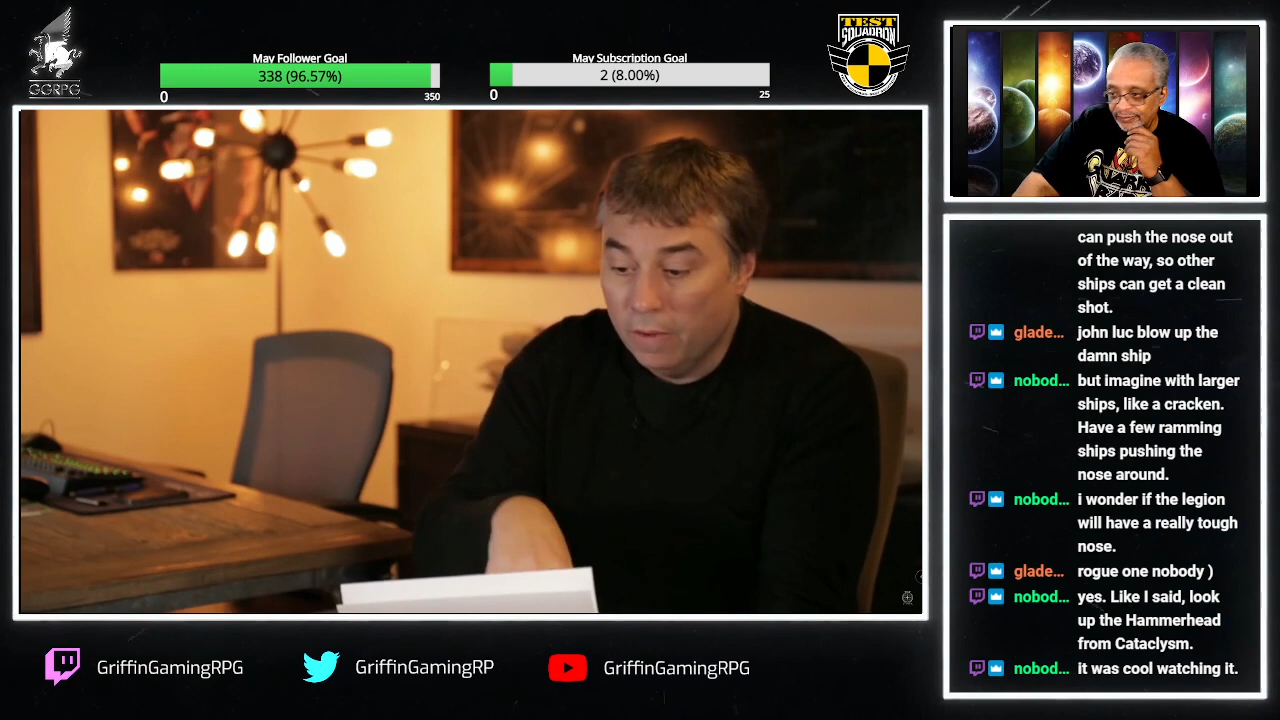 GGRPG
May Follower Goal
338 (96.57%)
0
350
May Subscription Goal
2 (8.00%)
0
25
TEST
SQUADRON
can push the nose out
of the way, so other
ships can get a clean
shot.
glade... john luc blow up the
damn ship
nobod... but imagine with larger
ships, like a cracken.
Have a few ramming
ships pushing the
nose around.
nobod... i wonder if the legion
will have a really tough
nose.
glade... rogue one nobody )
nobod... yes. Like I said, look
up the Hammerhead
from Cataclysm.
nobod... it was cool watching it.
GriffinGamingRPG
GriffinGamingRP
GriffinGamingRPG